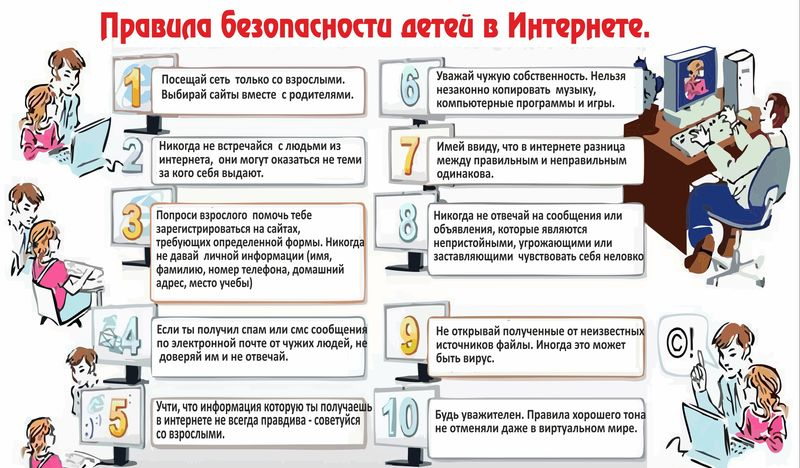 Правила безопасности детей в Интернете.
1
Посещай сеть только со взрослыми.
Выбирай сайты вместе с родителями.
2
Никогда не встречайся с людьми из
интернета, они могут оказаться не теми
за кого себя выдают.
3
Попроси взрослого помочь тебе
зарегистрироваться на сайтах,
требующих определенной формы. Никогда
не давай личной информации (имя,
фамилию, номер телефона, домашний
адрес, место учебы)
4
Если ты получил спам или смс сообщения
по электронной почте от чужих людей, не
доверяй им и не отвечай.
5
Учти, что информация которую ты получаешь
в интернете не всегда правдива - советуйся
со взрослыми.
6
Уважай чужую собственность. Нельзя
незаконно копировать музыку,
компьютерные программы и игры.
7
Имей ввиду, что в интернете разница
между правильным и неправильным
одинакова.
8
Никогда не отвечай на сообщения или
объявления, которые являются
непристойными, угрожающими или
заставляющими чувствовать себя неловко
9
Не открывай полученные от неизвестных
источников файлы. Иногда это может
быть вирус.
10
Будь уважителен. Правила хорошего тона
не отменяли даже в виртуальном мире.
©!